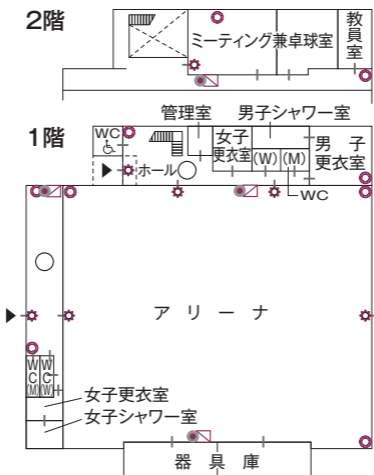 2階
ミーティング兼卓球室
教員室
1階
管理室
男子シャワー室
WC
ホール
女子更衣室
(W)
(M)
男子更衣室
WC
アリーナ
WC(M)
WC(W)
女子更衣室
女子シャワー室
器具庫